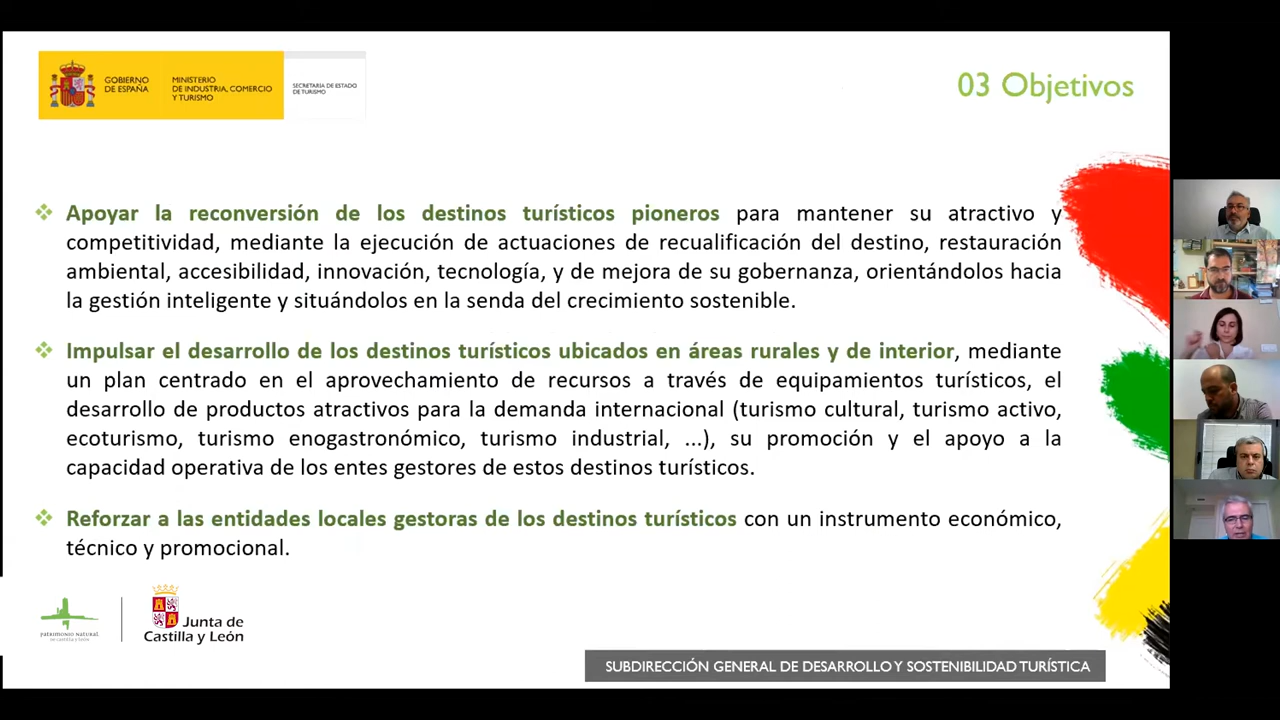 GOBIERNO
DE ESPAÑA
MINISTERIO
DE INDUSTRIA, COMERCIO
Y TURISMO
SECRETARIA DE ESTADO
DE TURISMO
03 Objetivos
Apoyar la reconversión de los destinos turísticos pioneros para mantener su atractivo y
competitividad, mediante la ejecución de actuaciones de recualificación del destino, restauración
ambiental, accesibilidad, innovación, tecnología, y de mejora de su gobernanza, orientándolos hacia
la gestión inteligente y situándolos en la senda del crecimiento sostenible.
Impulsar el desarrollo de los destinos turísticos ubicados en áreas rurales y de interior, mediante
un plan centrado en el aprovechamiento de recursos a través de equipamientos turísticos, el
desarrollo de productos atractivos para la demanda internacional (turismo cultural, turismo activo,
ecoturismo, turismo enogastronómico, turismo industrial, ...), su promoción y el apoyo a la
capacidad operativa de los entes gestores de estos destinos turísticos.
Reforzar a las entidades locales gestoras de los destinos turísticos con un instrumento económico,
técnico y promocional.
PATRIMONIO NATURAL
en castilla y león
Junta de
Castilla y León
SUBDIRECCIÓN GENERAL DE DESARROLLO Y SOSTENIBILIDAD TURÍSTICA